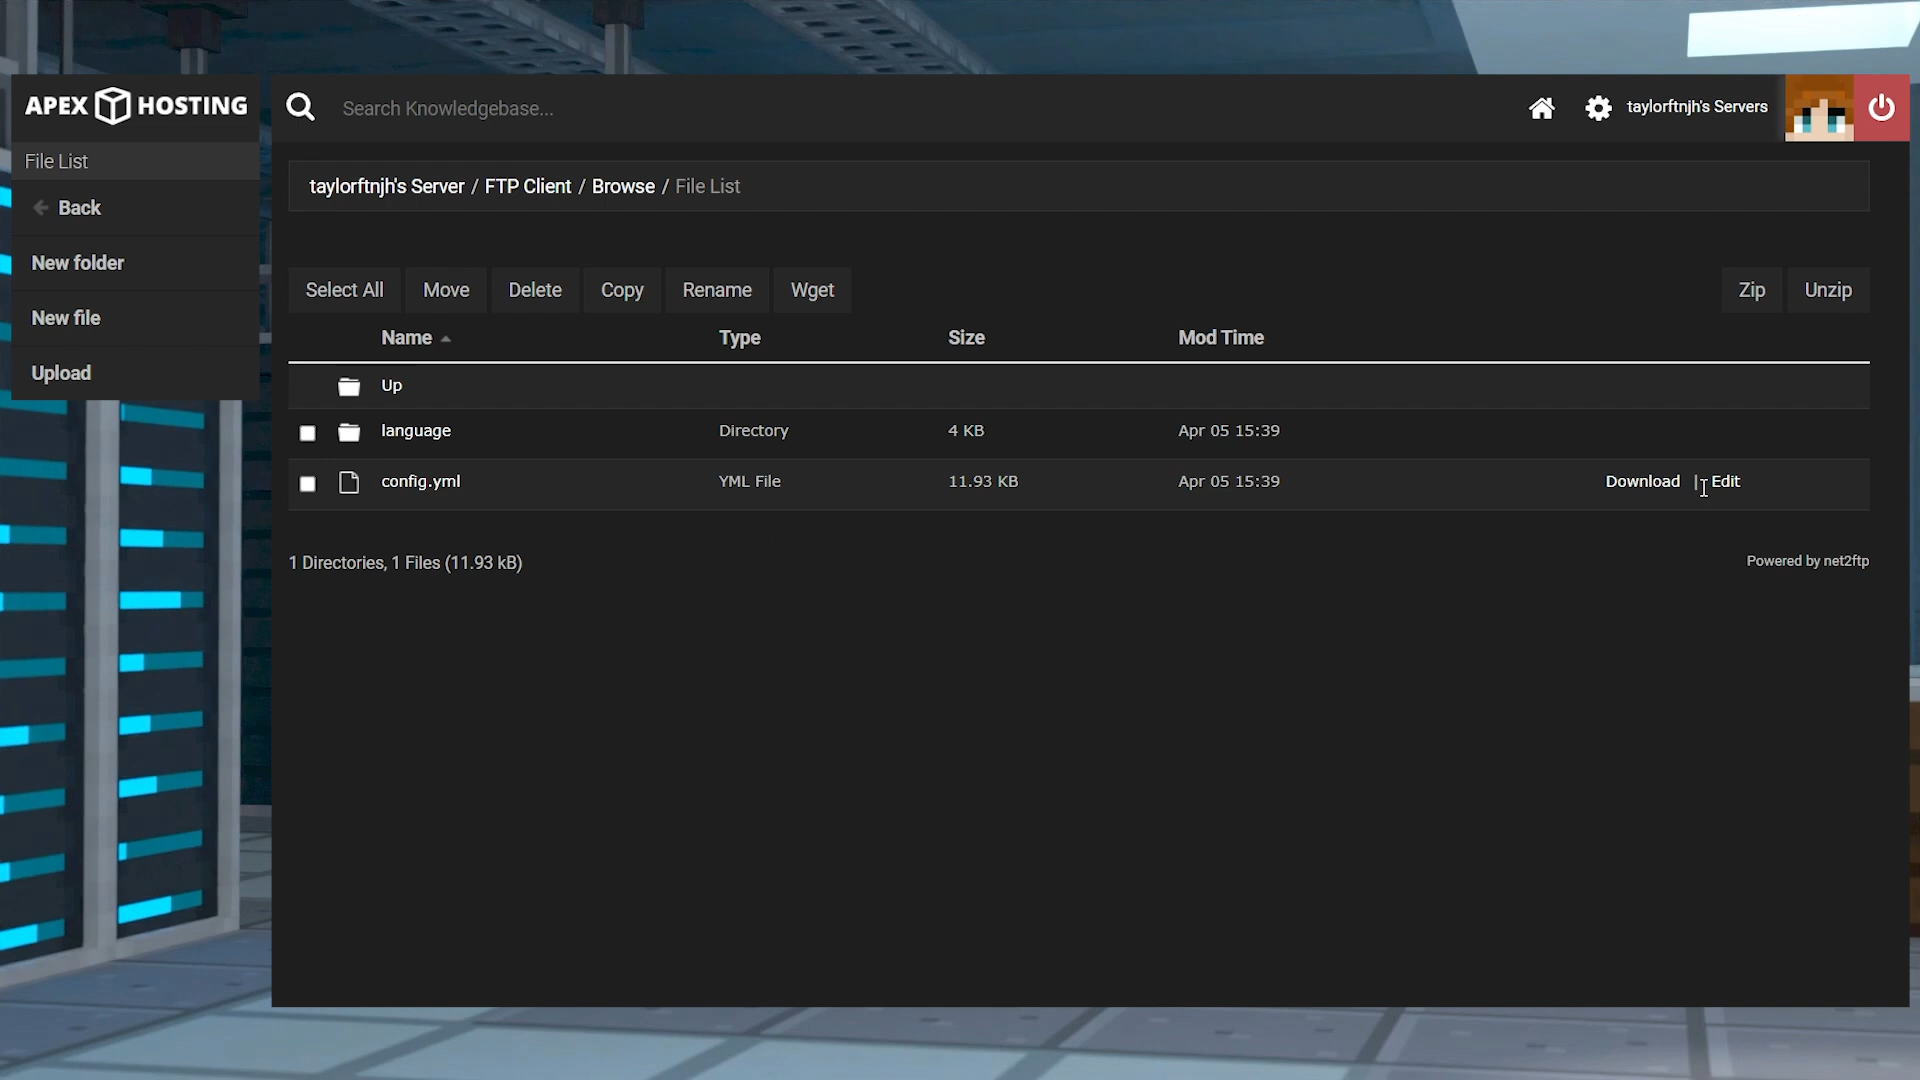 APEX HOSTING
Search Knowledgebase...
taylorftnjh's Servers
File List
Back
New folder
New file
Upload
taylorftnjh's Server / FTP Client / Browse / File List
Select All Move Delete Copy Rename Wget Zip Unzip
Name Type Size Mod Time
Up
language Directory 4 KB Apr 05 15:39
config.yml YML File 11.93 KB Apr 05 15:39 Download | Edit
1 Directories, 1 Files (11.93 kB)
Powered by net2ftp